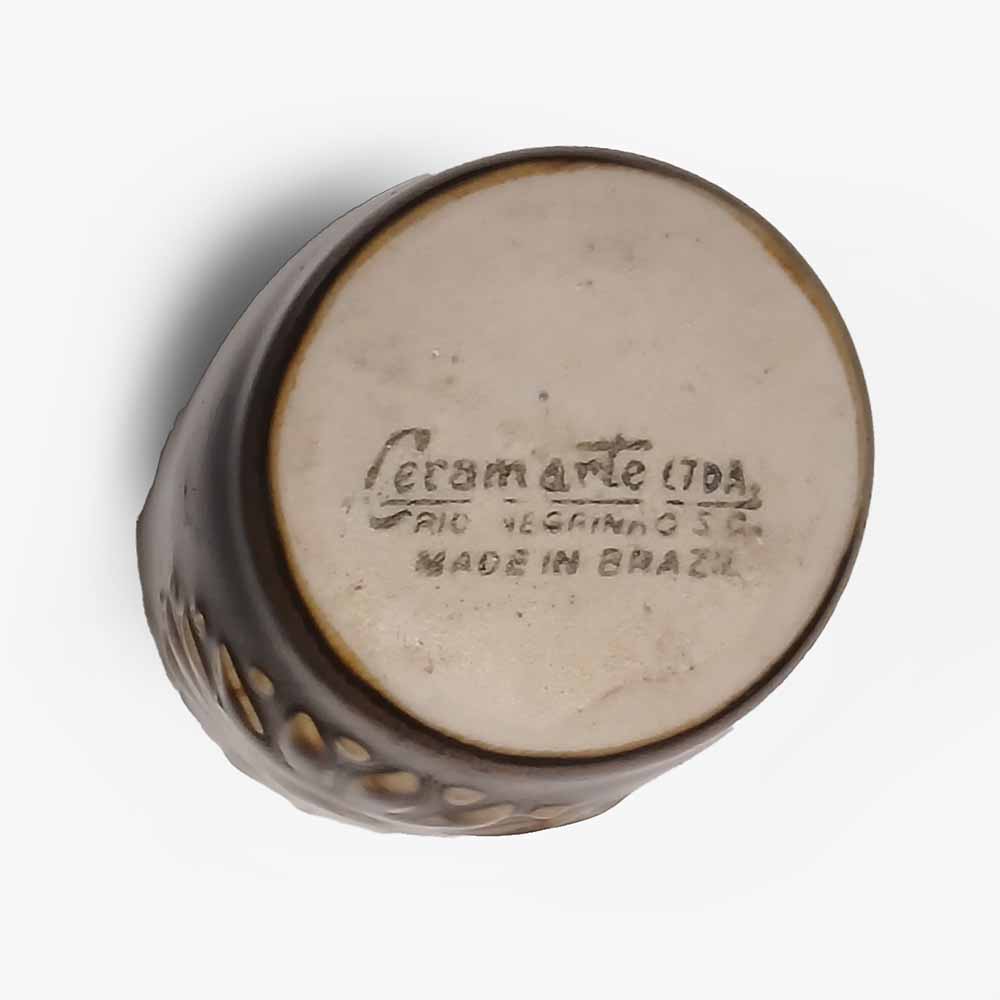 Ceramarte LTDA.
RIO NEGRINHO S.C.
MADE IN BRAZIL